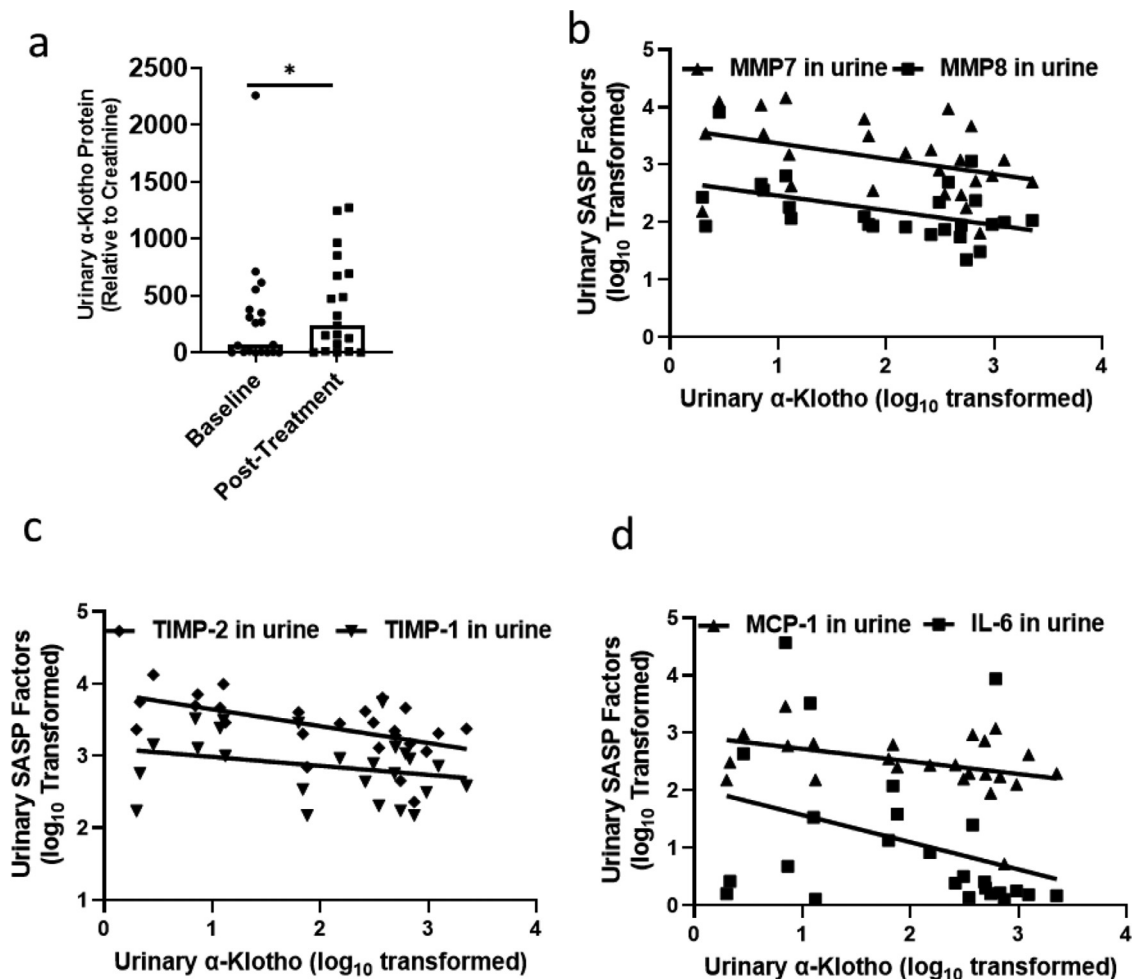 a
Urinary α-Klotho Protein
(Relative to Creatinine)
2500
2000
1500
1000
500
0
*
Baseline
Post-Treatment
b
Urinary SASP Factors
(log10 Transformed)
5
4
3
2
1
0
MMP7 in urine
MMP8 in urine
0 1 2 3 4
Urinary α-Klotho (log10 transformed)
c
Urinary SASP Factors
(log10 Transformed)
5
4
3
2
1
TIMP-2 in urine
TIMP-1 in urine
0 1 2 3 4
Urinary α-Klotho (log10 transformed)
d
Urinary SASP Factors
(log10 Transformed)
5
4
3
2
1
0
MCP-1 in urine
IL-6 in urine
0 1 2 3 4
Urinary α-Klotho (log10 transformed)